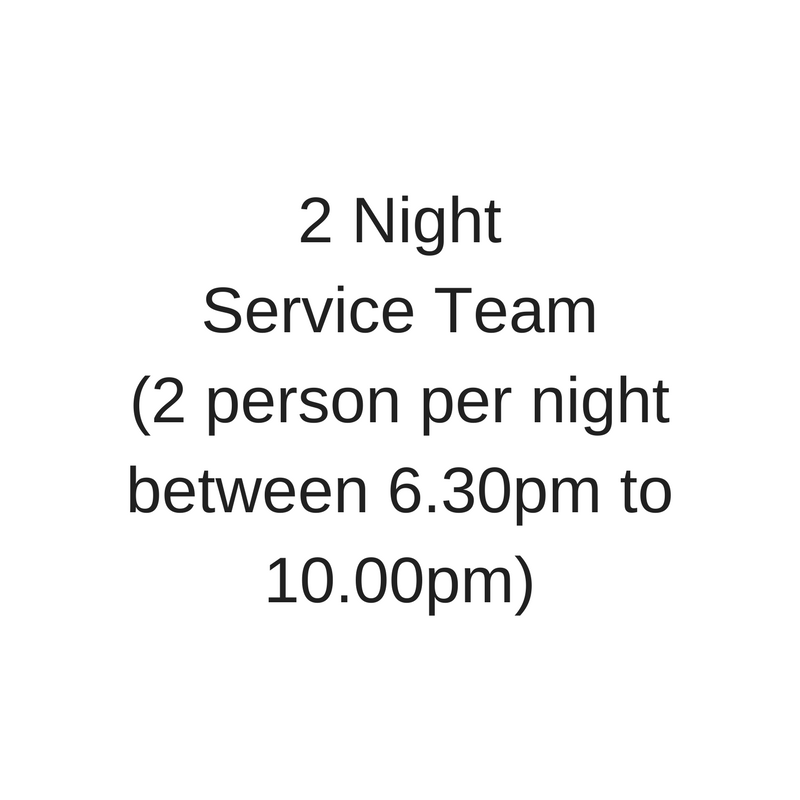 2 Night
Service Team
(2 person per night
between 6.30pm to
10.00pm)